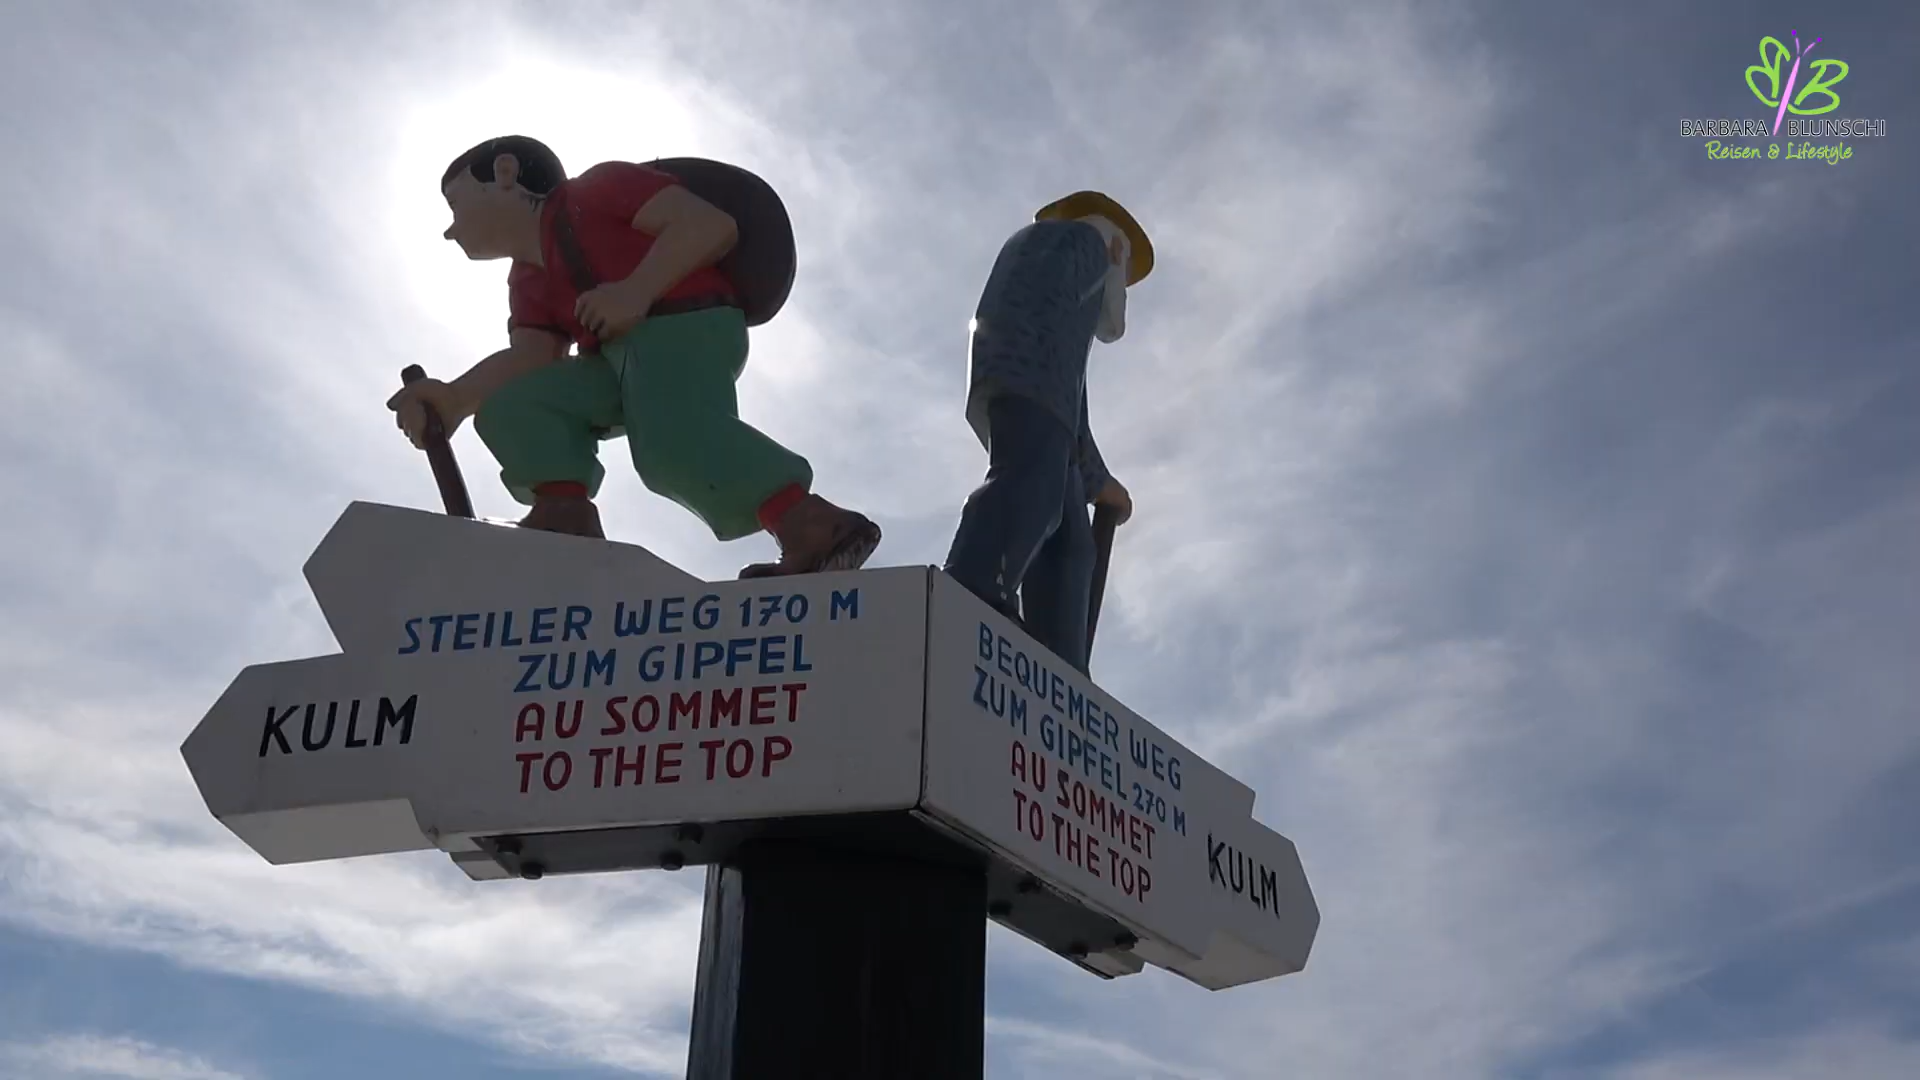 BARBARA BLUNSCHI
Reisen & Lifestyle
STEILER WEG 170 M
ZUM GIPFEL
AU SOMMET
TO THE TOP
KULM
BEQUEMER WEG
ZUM GIPFEL 270 M
AU SOMMET
TO THE TOP
KULM